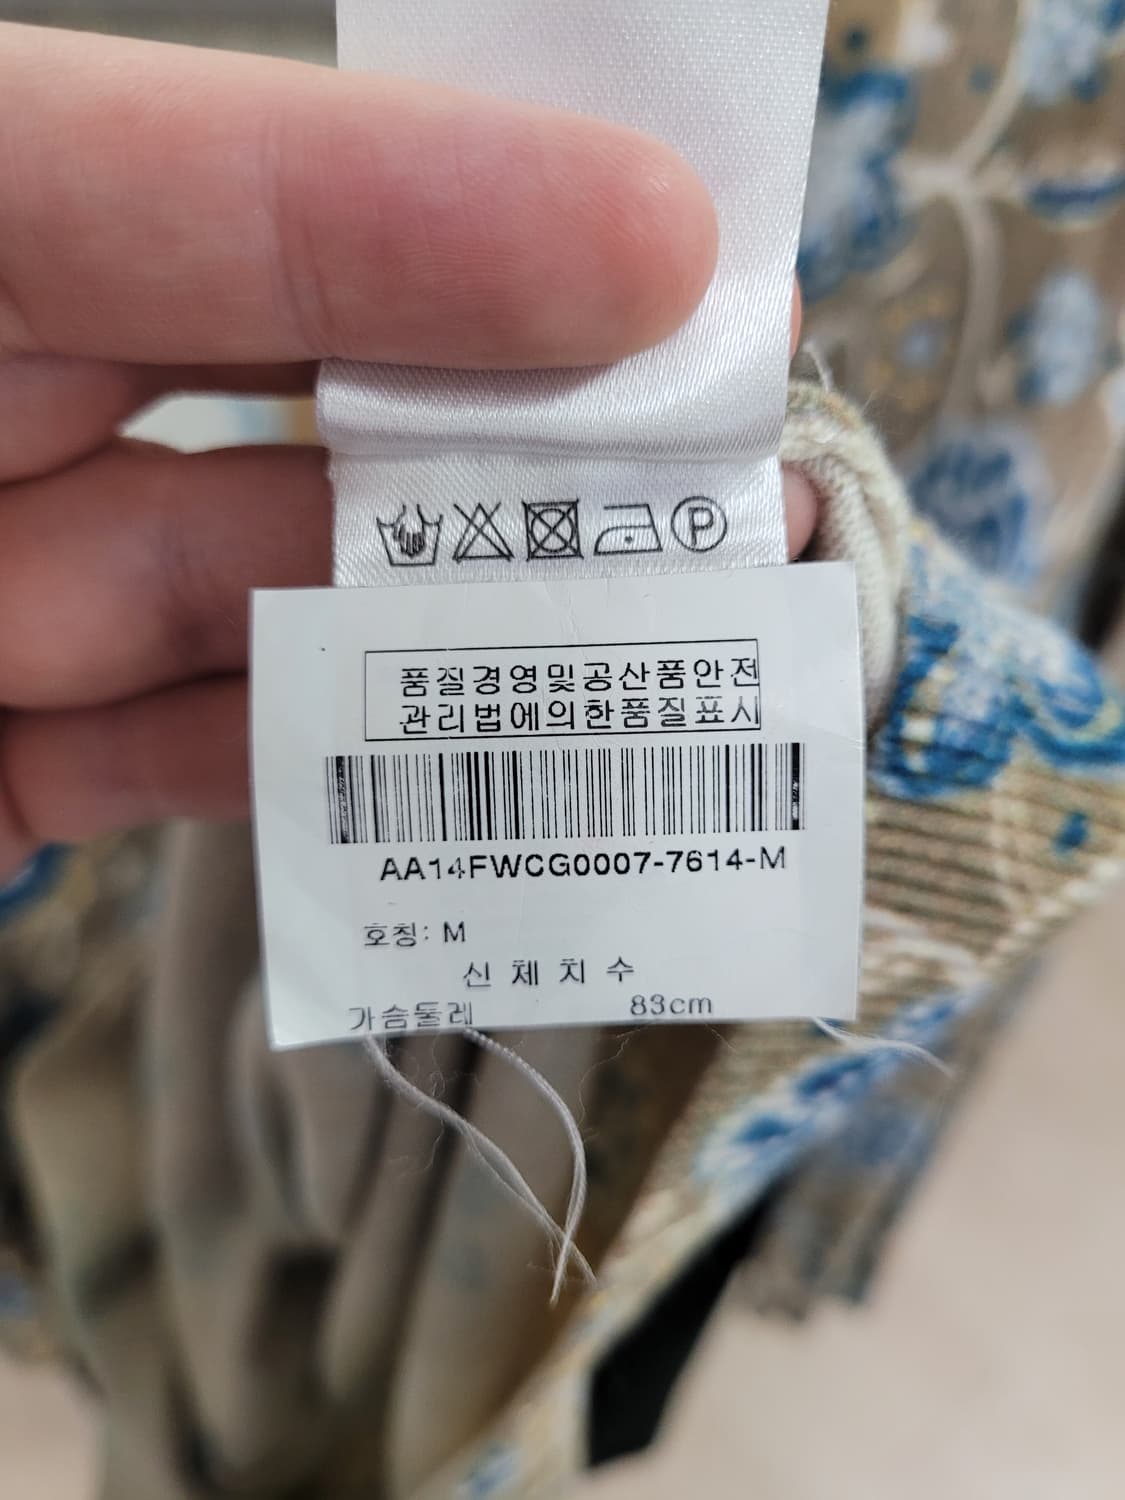 P
품질경영및공산품안전
관리법에의한품질표시
AA14FWCG0007-7614-M
호칭: M
신 체 치 수
가슴둘레 83cm